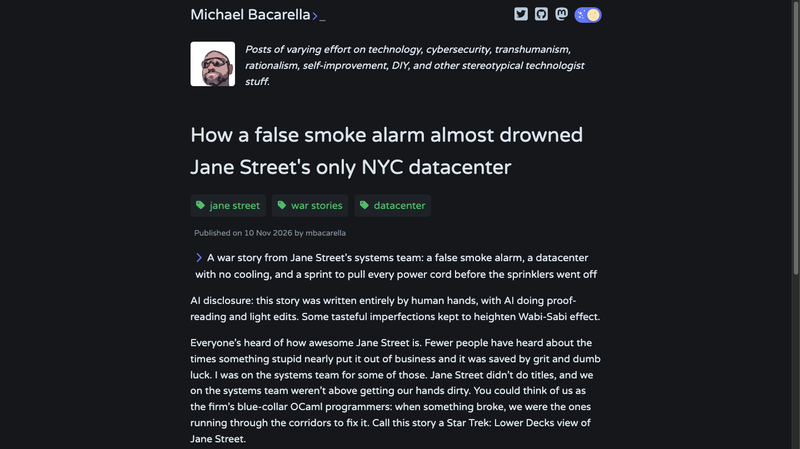 Michael Bacarella>_
Posts of varying effort on technology, cybersecurity, transhumanism,
rationalism, self-improvement, DIY, and other stereotypical technologist
stuff.
How a false smoke alarm almost drowned
Jane Street's only NYC datacenter
jane street war stories datacenter
Published on 10 Nov 2026 by mbacarella
> A war story from Jane Street's systems team: a false smoke alarm, a datacenter
with no cooling, and a sprint to pull every power cord before the sprinklers went off
AI disclosure: this story was written entirely by human hands, with AI doing proof-
reading and light edits. Some tasteful imperfections kept to heighten Wabi-Sabi effect.
Everyone's heard of how awesome Jane Street is. Fewer people have heard about the
times something stupid nearly put it out of business and it was saved by grit and dumb
luck. I was on the systems team for some of those. Jane Street didn't do titles, and we
on the systems team weren't above getting our hands dirty. You could think of us as
the firm's blue-collar OCaml programmers: when something broke, we were the ones
running through the corridors to fix it. Call this story a Star Trek: Lower Decks view of
Jane Street.